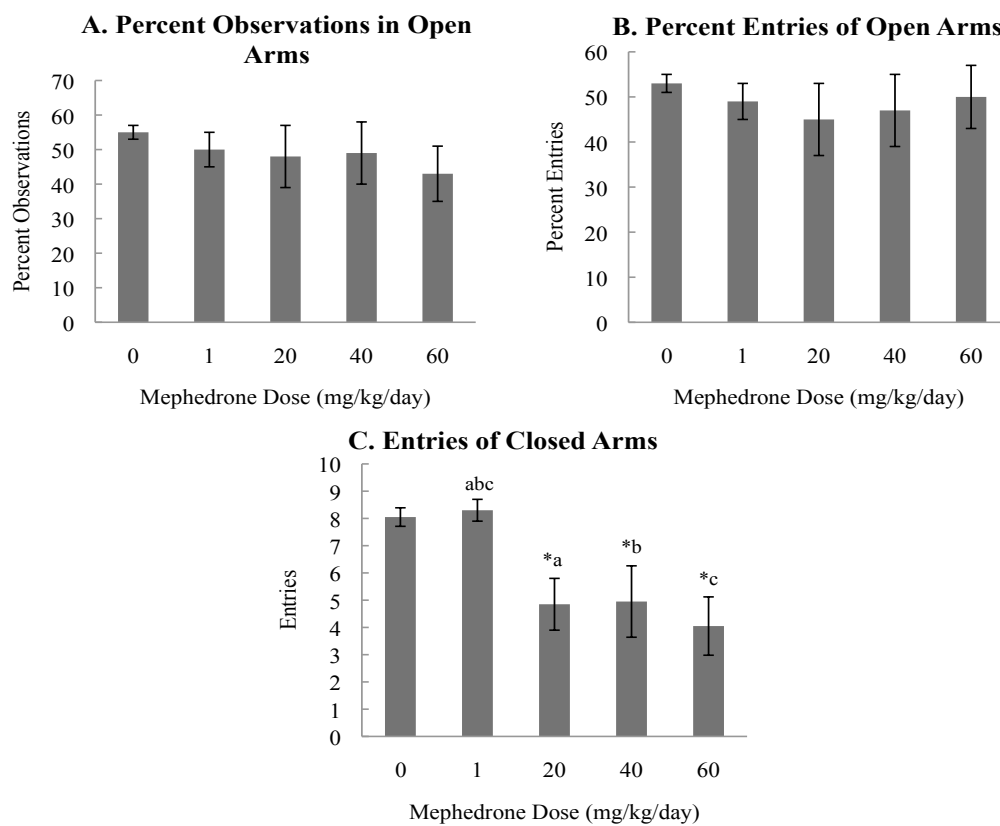 A. Percent Observations in Open
Arms
70
60
50
40
30
20
10
0
Percent Observations
0 1 20 40 60
Mephedrone Dose (mg/kg/day)
B. Percent Entries of Open Arms
60
50
40
30
20
10
0
Percent Entries
0 1 20 40 60
Mephedrone Dose (mg/kg/day)
C. Entries of Closed Arms
10
9
8
7
6
5
4
3
2
1
0
Entries
abc
*a
*b
*c
0 1 20 40 60
Mephedrone Dose (mg/kg/day)